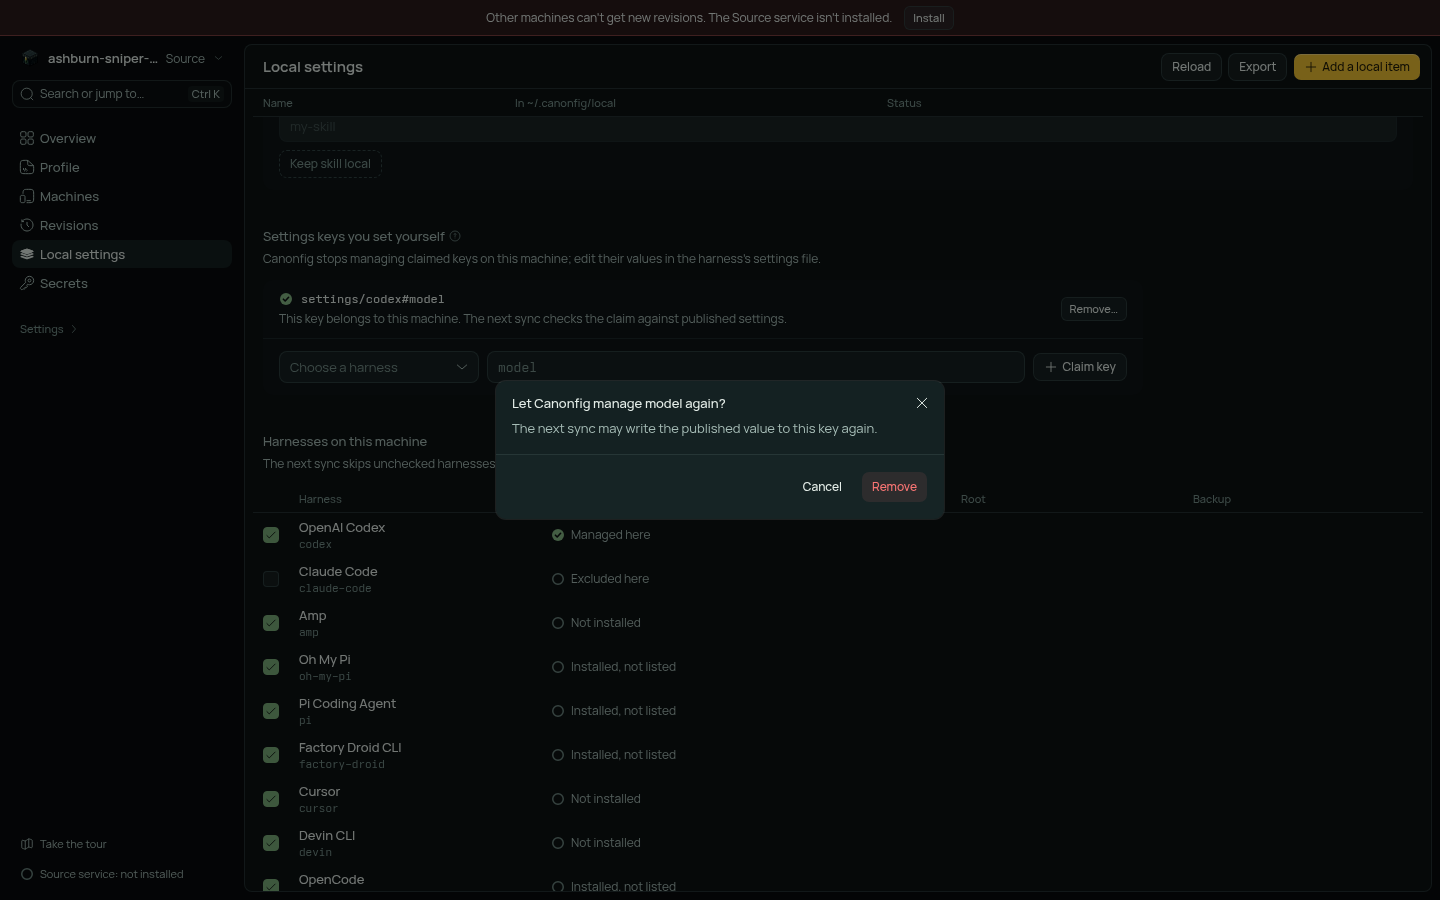 Other machines can't get new revisions. The Source service isn't installed. Install
ashburn-sniper-... Source
Search or jump to... Ctrl K
Overview
Profile
Machines
Revisions
Local settings
Secrets
Settings
Take the tour
Source service: not installed
Local settings
Reload
Export
Add a local item
Name
In ~/.canonfig/local
Status
my-skill
Keep skill local
Settings keys you set yourself
Canonfig stops managing claimed keys on this machine; edit their values in the harness's settings file.
settings/codex#model
This key belongs to this machine. The next sync checks the claim against published settings.
Remove...
Choose a harness
model
Claim key
Let Canonfig manage model again?
The next sync may write the published value to this key again.
Cancel
Remove
Harnesses on this machine
The next sync skips unchecked harnesses
Harness
Root
Backup
OpenAI Codex
codex
Managed here
Claude Code
claude-code
Excluded here
Amp
amp
Not installed
Oh My Pi
oh-my-pi
Installed, not listed
Pi Coding Agent
pi
Installed, not listed
Factory Droid CLI
factory-droid
Installed, not listed
Cursor
cursor
Not installed
Devin CLI
devin
Not installed
OpenCode
Installed, not listed